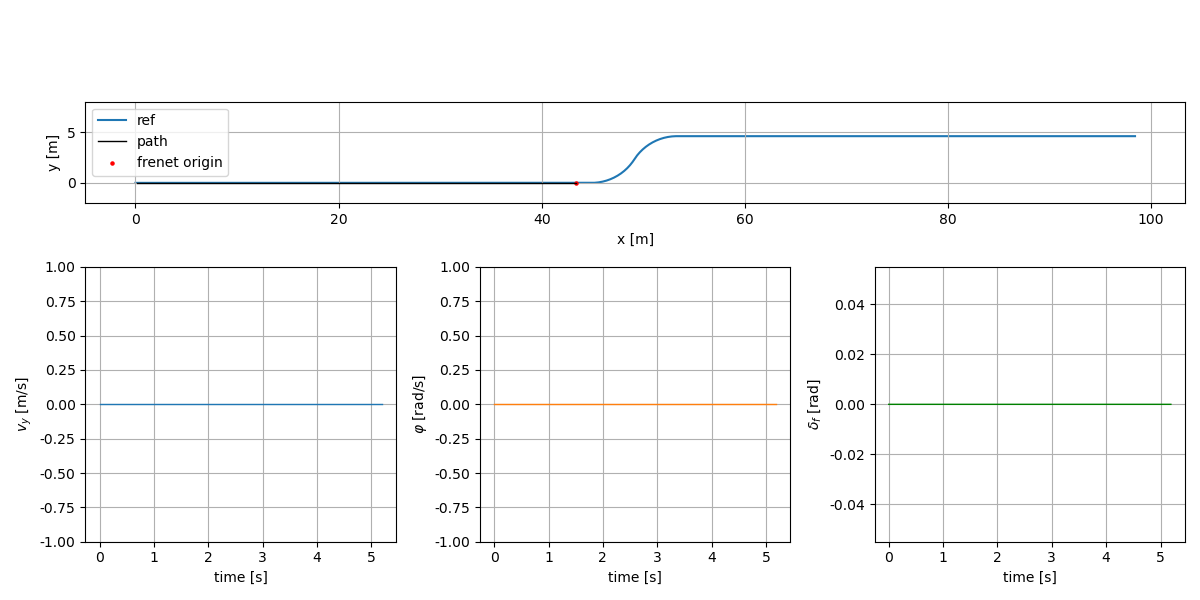 ref
path
frenet origin
y [m]
5
0
0 20 40 60 80 100
x [m]
1.00
0.75
0.50
0.25
0.00
-0.25
-0.50
-0.75
-1.00
v_y [m/s]
0 1 2 3 4 5
time [s]
1.00
0.75
0.50
0.25
0.00
-0.25
-0.50
-0.75
-1.00
φ [rad/s]
0 1 2 3 4 5
time [s]
0.04
0.02
0.00
-0.02
-0.04
δ_f [rad]
0 1 2 3 4 5
time [s]